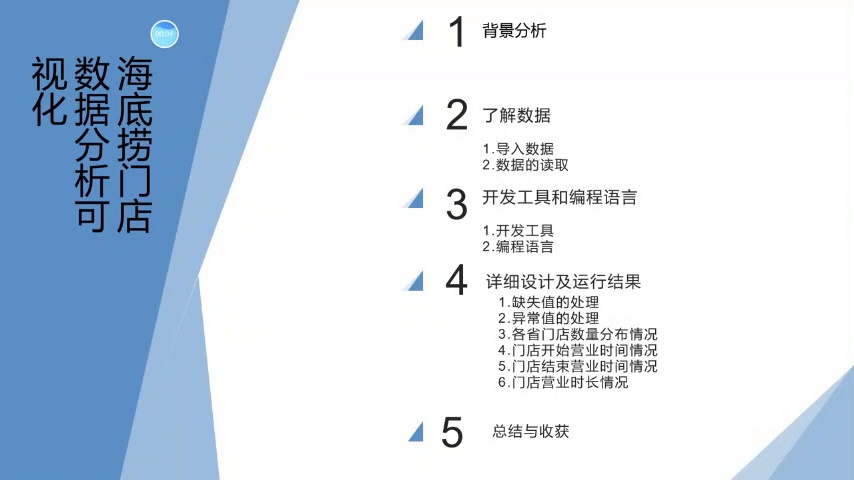 海底捞门店
数据分析可
视化
00:04
1 背景分析
2 了解数据
1.导入数据
2.数据的读取
3 开发工具和编程语言
1.开发工具
2.编程语言
4 详细设计及运行结果
1.缺失值的处理
2.异常值的处理
3.各省门店数量分布情况
4.门店开始营业时间情况
5.门店结束营业时间情况
6.门店营业时长情况
5 总结与收获